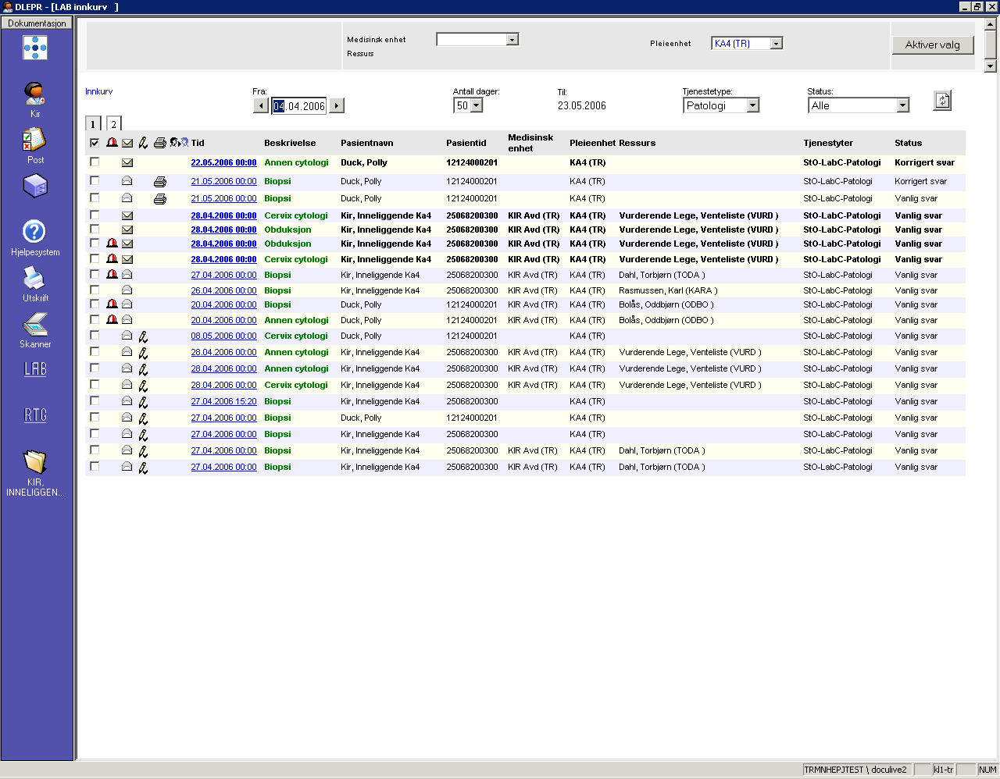 DLEPR - [LAB innkurv ]
Dokumentasjon
Kir
Post
Hjelpesystem
Utskrift
Skanner
LAB
RTG
KIR,
INNELIGGEN...
Medisinsk enhet
Ressurs
Pleieenhet KA4 (TR)
Aktiver valg
Innkurv
Fra: Antall dager: Til: Tjenestetype: Status:
04.04.2006 50 23.05.2006 Patologi Alle
1 2
Tid Beskrivelse Pasientnavn Pasientid Medisinsk enhet Pleieenhet Ressurs Tjenestyter Status
22.05.2006 00:00 Annen cytologi Duck, Polly 12124000201 KA4 (TR) StO-LabC-Patologi Korrigert svar
21.05.2006 00:00 Biopsi Duck, Polly 12124000201 KA4 (TR) StO-LabC-Patologi Korrigert svar
21.05.2006 00:00 Biopsi Duck, Polly 12124000201 KA4 (TR) StO-LabC-Patologi Vanlig svar
28.04.2006 00:00 Cervix cytologi Kir, Inneliggende Ka4 25068200300 KIR Avd (TR) KA4 (TR) Vurderende Lege, Venteliste (VURD ) StO-LabC-Patologi Vanlig svar
28.04.2006 00:00 Obduksjon Kir, Inneliggende Ka4 25068200300 KIR Avd (TR) KA4 (TR) Vurderende Lege, Venteliste (VURD ) StO-LabC-Patologi Vanlig svar
28.04.2006 00:00 Obduksjon Kir, Inneliggende Ka4 25068200300 KIR Avd (TR) KA4 (TR) Vurderende Lege, Venteliste (VURD ) StO-LabC-Patologi Vanlig svar
28.04.2006 00:00 Cervix cytologi Kir, Inneliggende Ka4 25068200300 KIR Avd (TR) KA4 (TR) Vurderende Lege, Venteliste (VURD ) StO-LabC-Patologi Vanlig svar
27.04.2006 00:00 Biopsi Kir, Inneliggende Ka4 25068200300 KIR Avd (TR) KA4 (TR) Dahl, Torbjørn (TODA ) StO-LabC-Patologi Vanlig svar
26.04.2006 00:00 Biopsi Kir, Inneliggende Ka4 25068200300 KIR Avd (TR) KA4 (TR) Rasmussen, Karl (KARA ) StO-LabC-Patologi Vanlig svar
20.04.2006 00:00 Biopsi Duck, Polly 12124000201 KIR Avd (TR) KA4 (TR) Bolås, Oddbjørn (ODBO ) StO-LabC-Patologi Vanlig svar
20.04.2006 00:00 Annen cytologi Duck, Polly 12124000201 KIR Avd (TR) KA4 (TR) Bolås, Oddbjørn (ODBO ) StO-LabC-Patologi Vanlig svar
08.05.2006 00:00 Cervix cytologi Duck, Polly 12124000201 KA4 (TR) StO-LabC-Patologi Vanlig svar
28.04.2006 00:00 Annen cytologi Kir, Inneliggende Ka4 25068200300 KIR Avd (TR) KA4 (TR) Vurderende Lege, Venteliste (VURD ) StO-LabC-Patologi Vanlig svar
28.04.2006 00:00 Annen cytologi Kir, Inneliggende Ka4 25068200300 KIR Avd (TR) KA4 (TR) Vurderende Lege, Venteliste (VURD ) StO-LabC-Patologi Vanlig svar
28.04.2006 00:00 Cervix cytologi Kir, Inneliggende Ka4 25068200300 KIR Avd (TR) KA4 (TR) Vurderende Lege, Venteliste (VURD ) StO-LabC-Patologi Vanlig svar
27.04.2006 15:20 Biopsi Kir, Inneliggende Ka4 25068200300 KA4 (TR) StO-LabC-Patologi Vanlig svar
27.04.2006 00:00 Biopsi Duck, Polly 12124000201 KA4 (TR) StO-LabC-Patologi Vanlig svar
27.04.2006 00:00 Biopsi Kir, Inneliggende Ka4 25068200300 KA4 (TR) StO-LabC-Patologi Vanlig svar
27.04.2006 00:00 Biopsi Kir, Inneliggende Ka4 25068200300 KIR Avd (TR) KA4 (TR) Dahl, Torbjørn (TODA ) StO-LabC-Patologi Vanlig svar
27.04.2006 00:00 Biopsi Kir, Inneliggende Ka4 25068200300 KIR Avd (TR) KA4 (TR) Dahl, Torbjørn (TODA ) StO-LabC-Patologi Vanlig svar
TRMNHEPJTEST \ doculive2 kl1-tr NUM